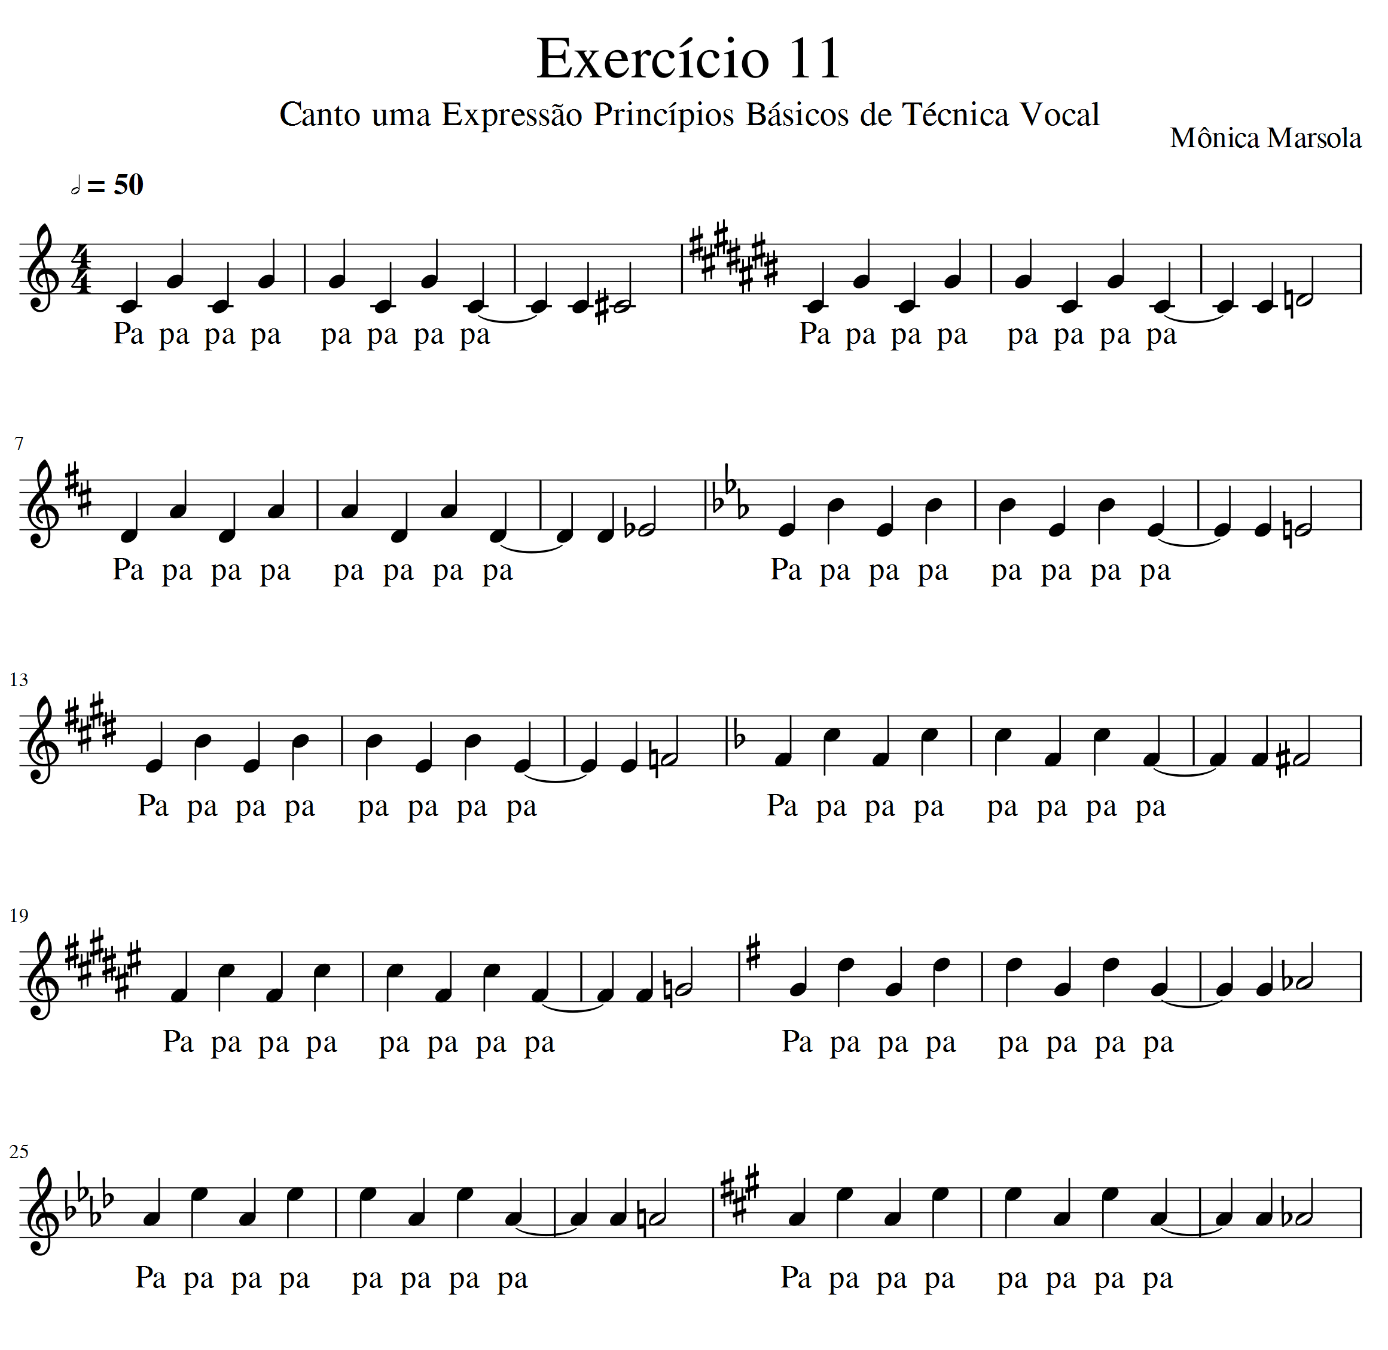 Exercício 11
Canto uma Expressão Princípios Básicos de Técnica Vocal
Mônica Marsola
𝅗𝅥 = 50
4
4
Pa pa pa pa pa pa pa pa Pa pa pa pa pa pa pa pa
7
Pa pa pa pa pa pa pa pa Pa pa pa pa pa pa pa pa
13
Pa pa pa pa pa pa pa pa Pa pa pa pa pa pa pa pa
19
Pa pa pa pa pa pa pa pa Pa pa pa pa pa pa pa pa
25
Pa pa pa pa pa pa pa pa Pa pa pa pa pa pa pa pa